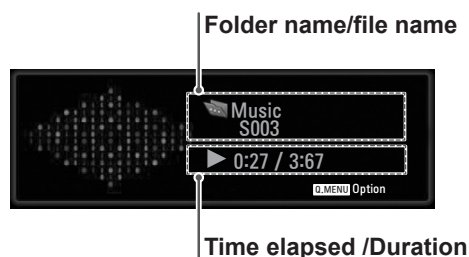 Folder name/file name
Music
S003
0:27 / 3:67
Q.MENU Option
Time elapsed /Duration